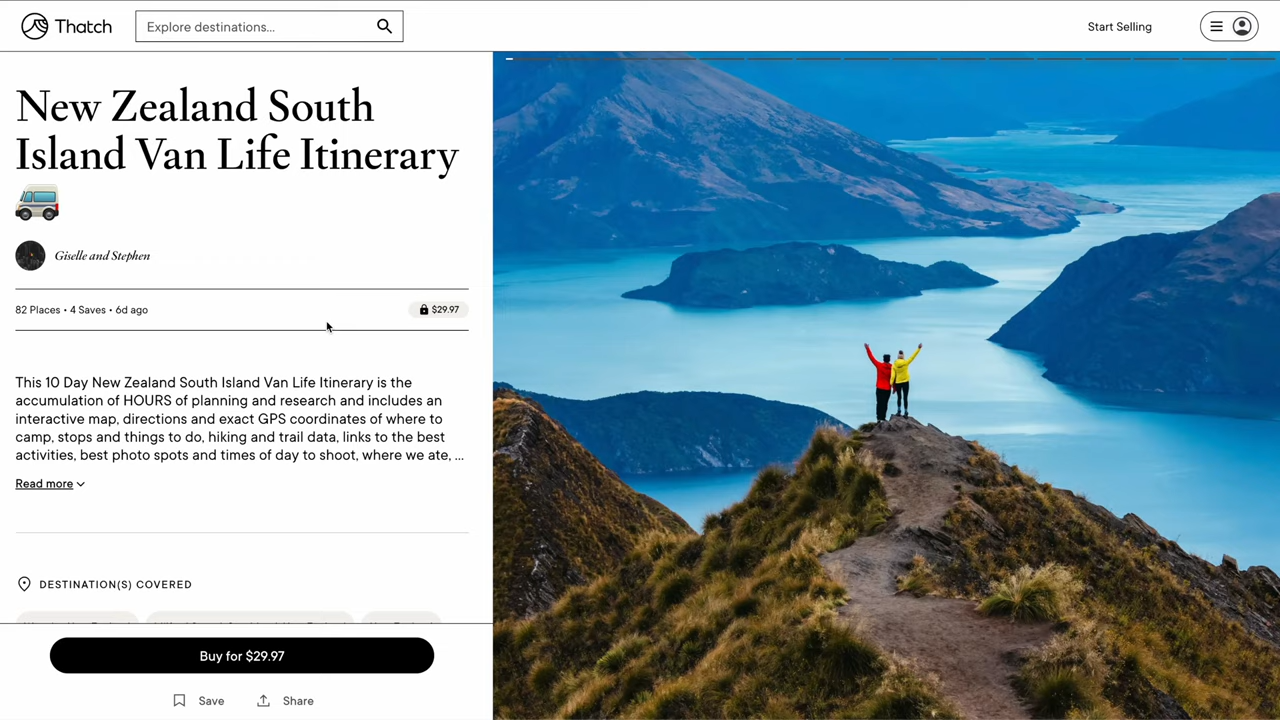 Thatch
Explore destinations...
Start Selling
New Zealand South
Island Van Life Itinerary
Giselle and Stephen
82 Places • 4 Saves • 6d ago
$29.97
This 10 Day New Zealand South Island Van Life Itinerary is the
accumulation of HOURS of planning and research and includes an
interactive map, directions and exact GPS coordinates of where to
camp, stops and things to do, hiking and trail data, links to the best
activities, best photo spots and times of day to shoot, where we ate, ...
Read more
DESTINATION(S) COVERED
Buy for $29.97
Save
Share